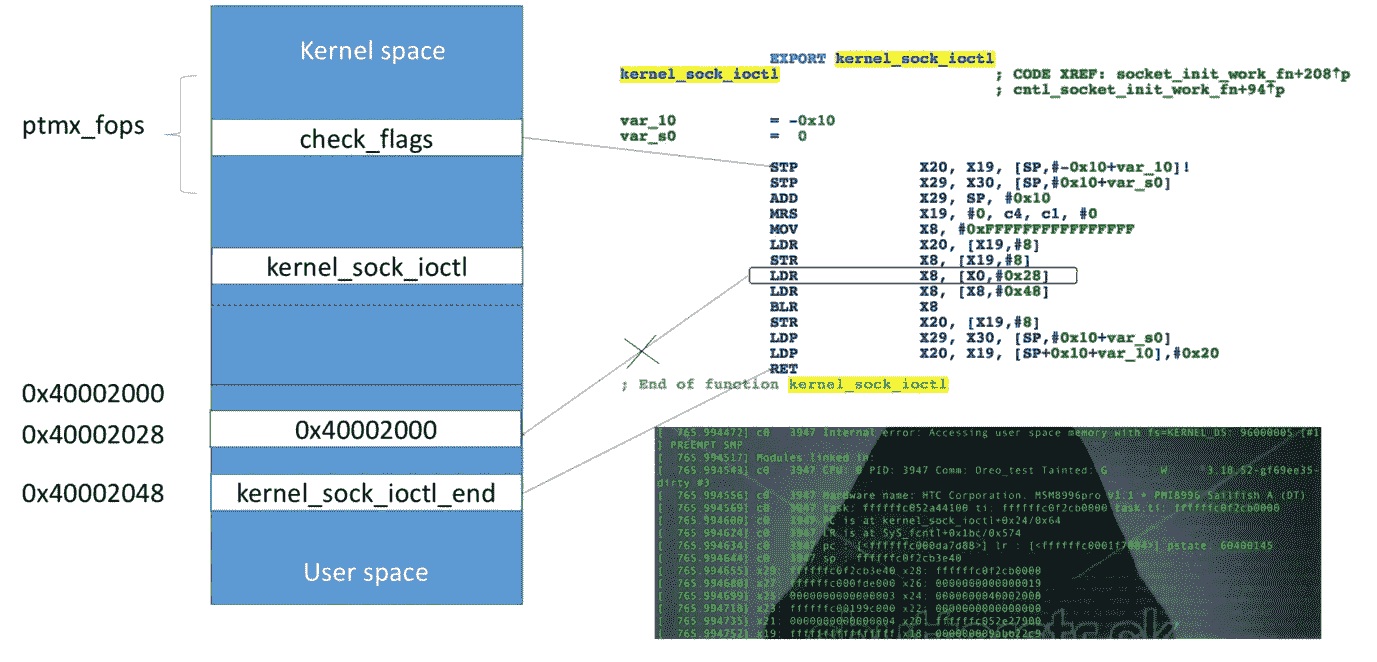 Kernel space
ptmx_fops
check_flags
kernel_sock_ioctl
0x40002000
0x40002028
0x40002000
0x40002048
kernel_sock_ioctl_end
User space
EXPORT kernel_sock_ioctl
kernel_sock_ioctl
; CODE XREF: socket_init_work_fn+208↑p
; cntl_socket_init_work_fn+94↑p
var_10 = -0x10
var_s0 = 0
STP X20, X19, [SP,#-0x10+var_10]!
STP X29, X30, [SP,#0x10+var_s0]
ADD X29, SP, #0x10
MRS X19, #0, c4, c1, #0
MOV X8, #0xFFFFFFFFFFFFFFFF
LDR X20, [X19,#8]
STR X8, [X19,#8]
LDR X8, [X0,#0x28]
LDR X8, [X8,#0x48]
BLR X8
STR X20, [X19,#8]
LDP X29, X30, [SP,#0x10+var_s0]
LDP X20, X19, [SP+0x10+var_10],#0x20
RET
; End of function kernel_sock_ioctl
[ 765.994472] c0 3947 Internal error: Accessing user space memory with fs=KERNEL_DS: 96000005 [#1
] PREEMPT SMP
[ 765.994517] Modules linked in:
[ 765.994543] c0 3947 CPU: 0 PID: 3947 Comm: Oreo_test Tainted: G W 3.18.52-gf69ee35-
dirty #3
[ 765.994556] c0 3947 Hardware name: HTC Corporation. MSM8996pro v1.1 + PMI8996 Sailfish A (DT)
[ 765.994569] c0 3947 task: ffffffc052a44100 ti: ffffffc0f2cb0000 task.ti: ffffffc0f2cb0000
[ 765.994600] c0 3947 PC is at kernel_sock_ioctl+0x24/0x64
[ 765.994624] c0 3947 LR is at SyS_fcntl+0x1bc/0x574
[ 765.994634] c0 3947 pc : [<ffffffc000da7d88>] lr : pstate: 60400145
[ 765.994644] c0 3947 sp : ffffffc0f2cb3e40
[ 765.994655] x29: ffffffc0f2cb3e40 x28: ffffffc0f2cb0000
[ 765.994680] x27: ffffffc000fde000 x26: 0000000000000019
[ 765.994699] x25: 0000000000000003 x24: 0000000040002000
[ 765.994718] x23: ffffffc00199c000 x22: 0000000000000000
[ 765.994735] x21: 0000000000000004 x20: ffffffc052e27900
[ 765.994752] x19: ffffffffffffffff x18: